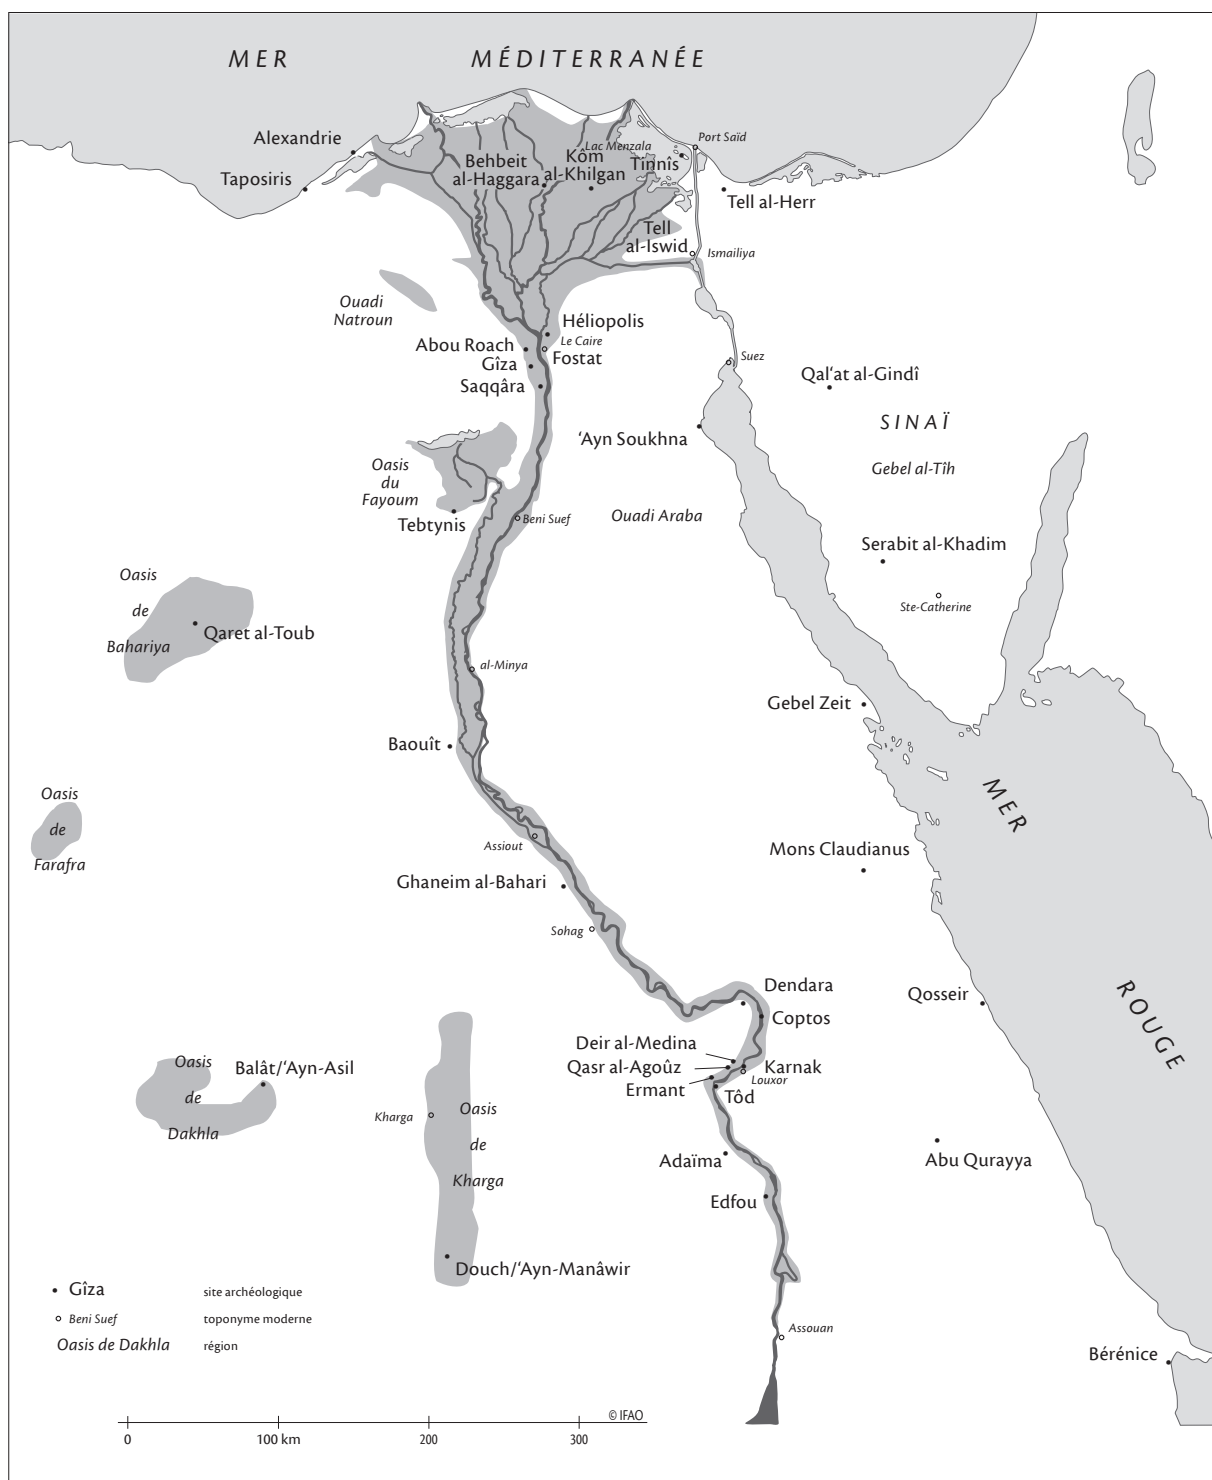 MER MÉDITERRANÉE
Alexandrie
Taposiris
Behbeit
al-Haggara
Kôm
al-Khilgan
Lac Menzala
Tinnîs
Port Saïd
Tell al-Herr
Tell
al-Iswid
Ismailiya
Ouadi
Natroun
Héliopolis
Le Caire
Abou Roach
Fostat
Gîza
Saqqâra
Suez
Qal‘at al-Gindî
SINAÏ
‘Ayn Soukhna
Gebel al-Tîh
Oasis
du
Fayoum
Tebtynis
Beni Suef
Ouadi Araba
Serabit al-Khadim
Ste-Catherine
Oasis
de
Bahariya
Qaret al-Toub
al-Minya
Gebel Zeit
Baouît
MER
ROUGE
Oasis
de
Farafra
Assiout
Mons Claudianus
Ghaneim al-Bahari
Sohag
Dendara
Coptos
Qosseir
Deir al-Medina
Qasr al-Agoûz
Karnak
Louxor
Ermant
Tôd
Oasis
de
Dakhla
Balât/‘Ayn-Asil
Kharga
Oasis
de
Kharga
Adaïma
Abu Qurayya
Edfou
Douch/‘Ayn-Manâwir
Assouan
Bérénice
Gîza site archéologique
Beni Suef toponyme moderne
Oasis de Dakhla région
© IFAO
0 100 km 200 300